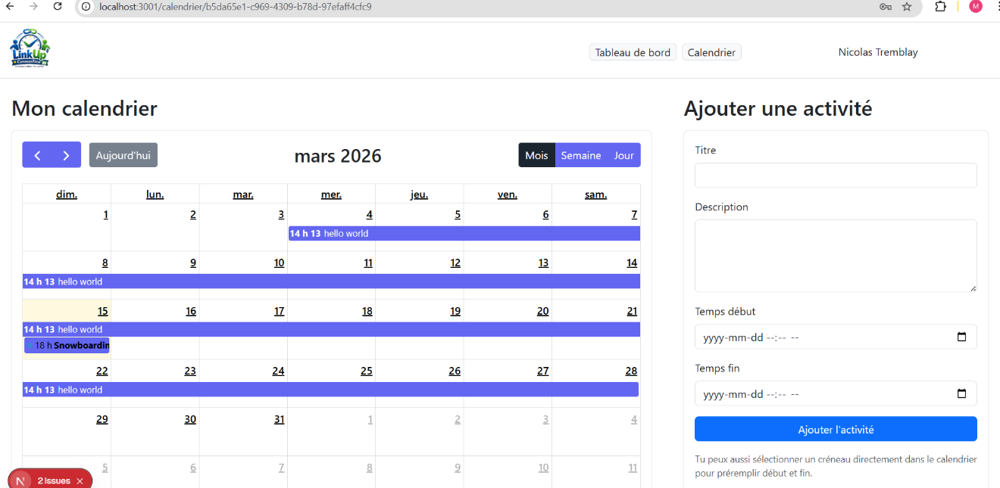 localhost:3001/calendrier/b5da65e1-c969-4309-b78d-97efaff4cfc9
M
LinkUp
Tableau de bord
Calendrier
Nicolas Tremblay
Mon calendrier
Aujourd'hui
mars 2026
Mois Semaine Jour
dim. lun. mar. mer. jeu. ven. sam.
1 2 3 4 5 6 7
14 h 13 hello world
8 9 10 11 12 13 14
14 h 13 hello world
15 16 17 18 19 20 21
14 h 13 hello world
18 h Snowboardin
22 23 24 25 26 27 28
14 h 13 hello world
29 30 31 1 2 3 4
5 6 7 8 9 10 11
N 2 Issues
Ajouter une activité
Titre
Description
Temps début
yyyy-mm-dd --:-- --
Temps fin
yyyy-mm-dd --:-- --
Ajouter l'activité
Tu peux aussi sélectionner un créneau directement dans le calendrier
pour préremplir début et fin.